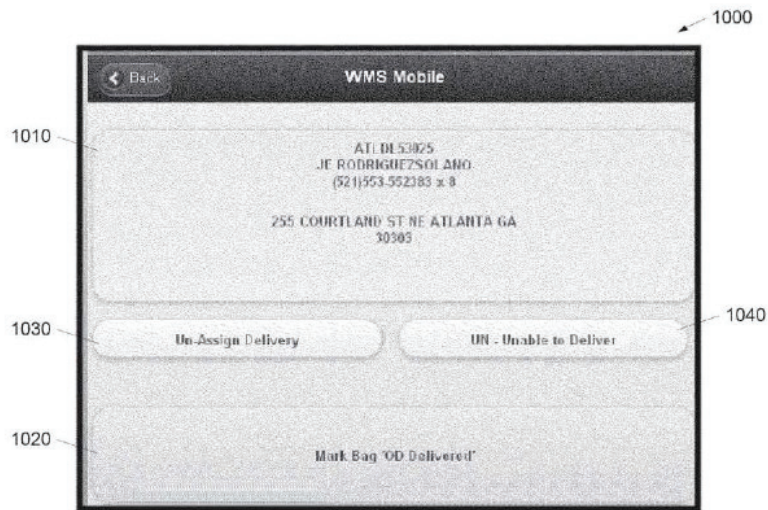 1000
Back
WMS Mobile
1010
ATLDL53025
JE RODRIGUEZSOLANO
(521)553-552383 x 8
255 COURTLAND ST NE ATLANTA GA
30303
1030
Un-Assign Delivery
UN - Unable to Deliver
1040
1020
Mark Bag 'OD Delivered'